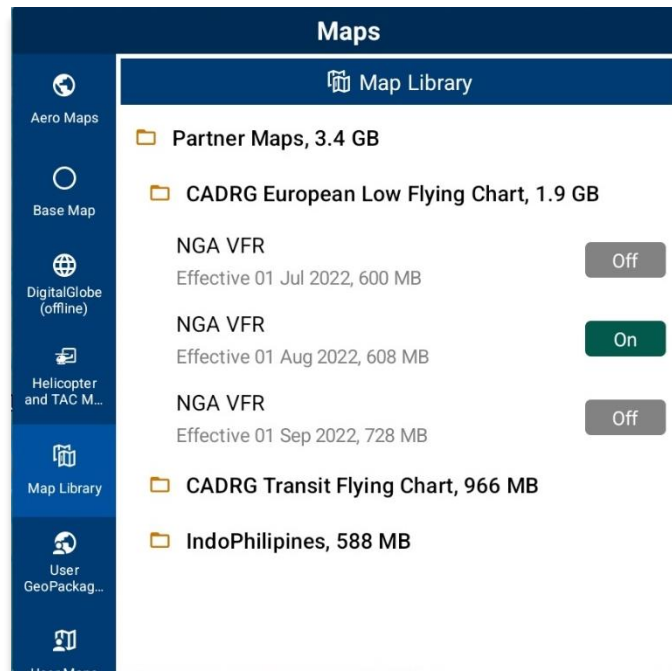 Maps
Aero Maps
Base Map
DigitalGlobe
(offline)
Helicopter
and TAC M...
Map Library
User
GeoPackag...
Map Library
Partner Maps, 3.4 GB
CADRG European Low Flying Chart, 1.9 GB
NGA VFR
Effective 01 Jul 2022, 600 MB
Off
NGA VFR
Effective 01 Aug 2022, 608 MB
On
NGA VFR
Effective 01 Sep 2022, 728 MB
Off
CADRG Transit Flying Chart, 966 MB
IndoPhilipines, 588 MB